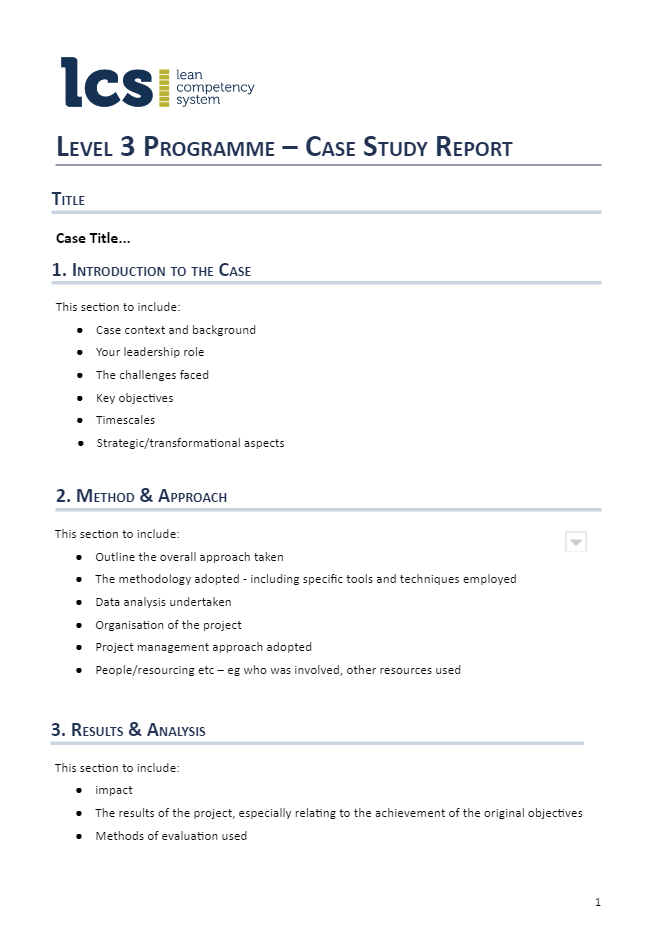 lcs lean
competency
system
Level 3 Programme – Case Study Report
Title
Case Title...
1. Introduction to the Case
This section to include:
● Case context and background
● Your leadership role
● The challenges faced
● Key objectives
● Timescales
● Strategic/transformational aspects
2. Method & Approach
This section to include:
● Outline the overall approach taken
● The methodology adopted - including specific tools and techniques employed
● Data analysis undertaken
● Organisation of the project
● Project management approach adopted
● People/resourcing etc – eg who was involved, other resources used
3. Results & Analysis
This section to include:
● impact
● The results of the project, especially relating to the achievement of the original objectives
● Methods of evaluation used
1